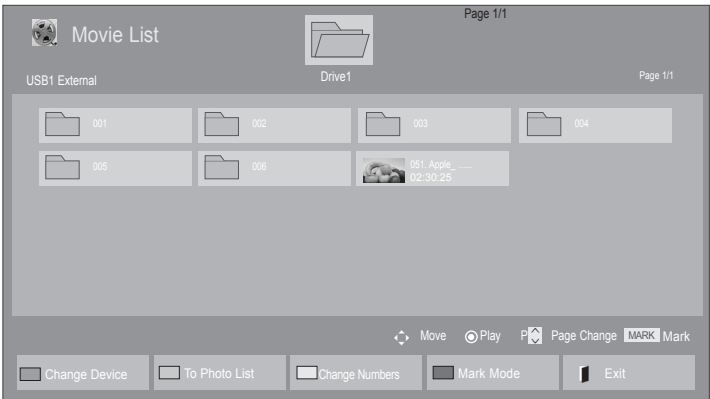 Page 1/1
Movie List
Drive1
USB1 External
Page 1/1
001
002
003
004
005
006
051. Apple_ ......
02:30:25
Move
Play
P
Page Change
MARK
Mark
Change Device
To Photo List
Change Numbers
Mark Mode
Exit